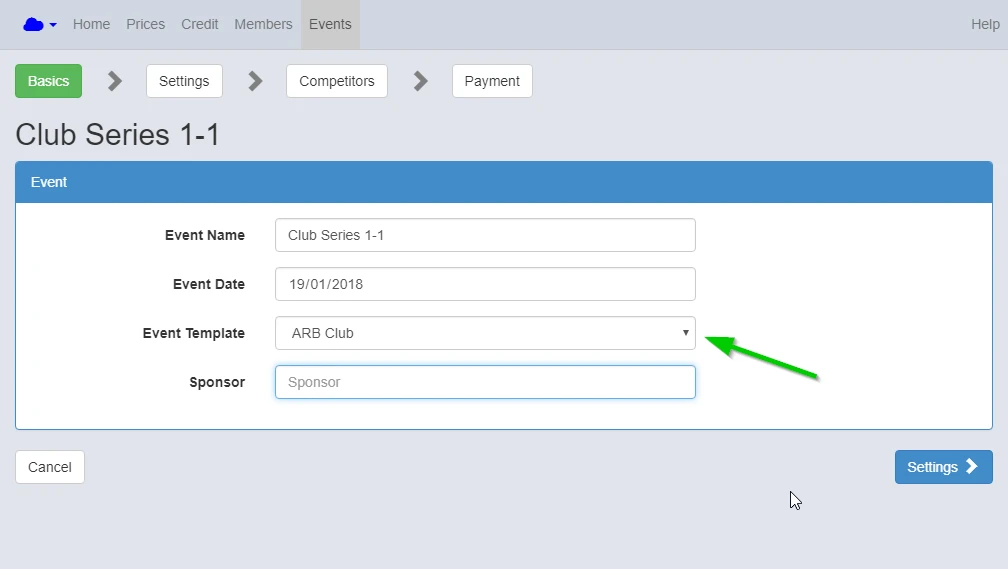 Home Prices Credit Members Events Help
Basics Settings Competitors Payment
Club Series 1-1
Event
Event Name Club Series 1-1
Event Date 19/01/2018
Event Template ARB Club
Sponsor Sponsor
Cancel Settings